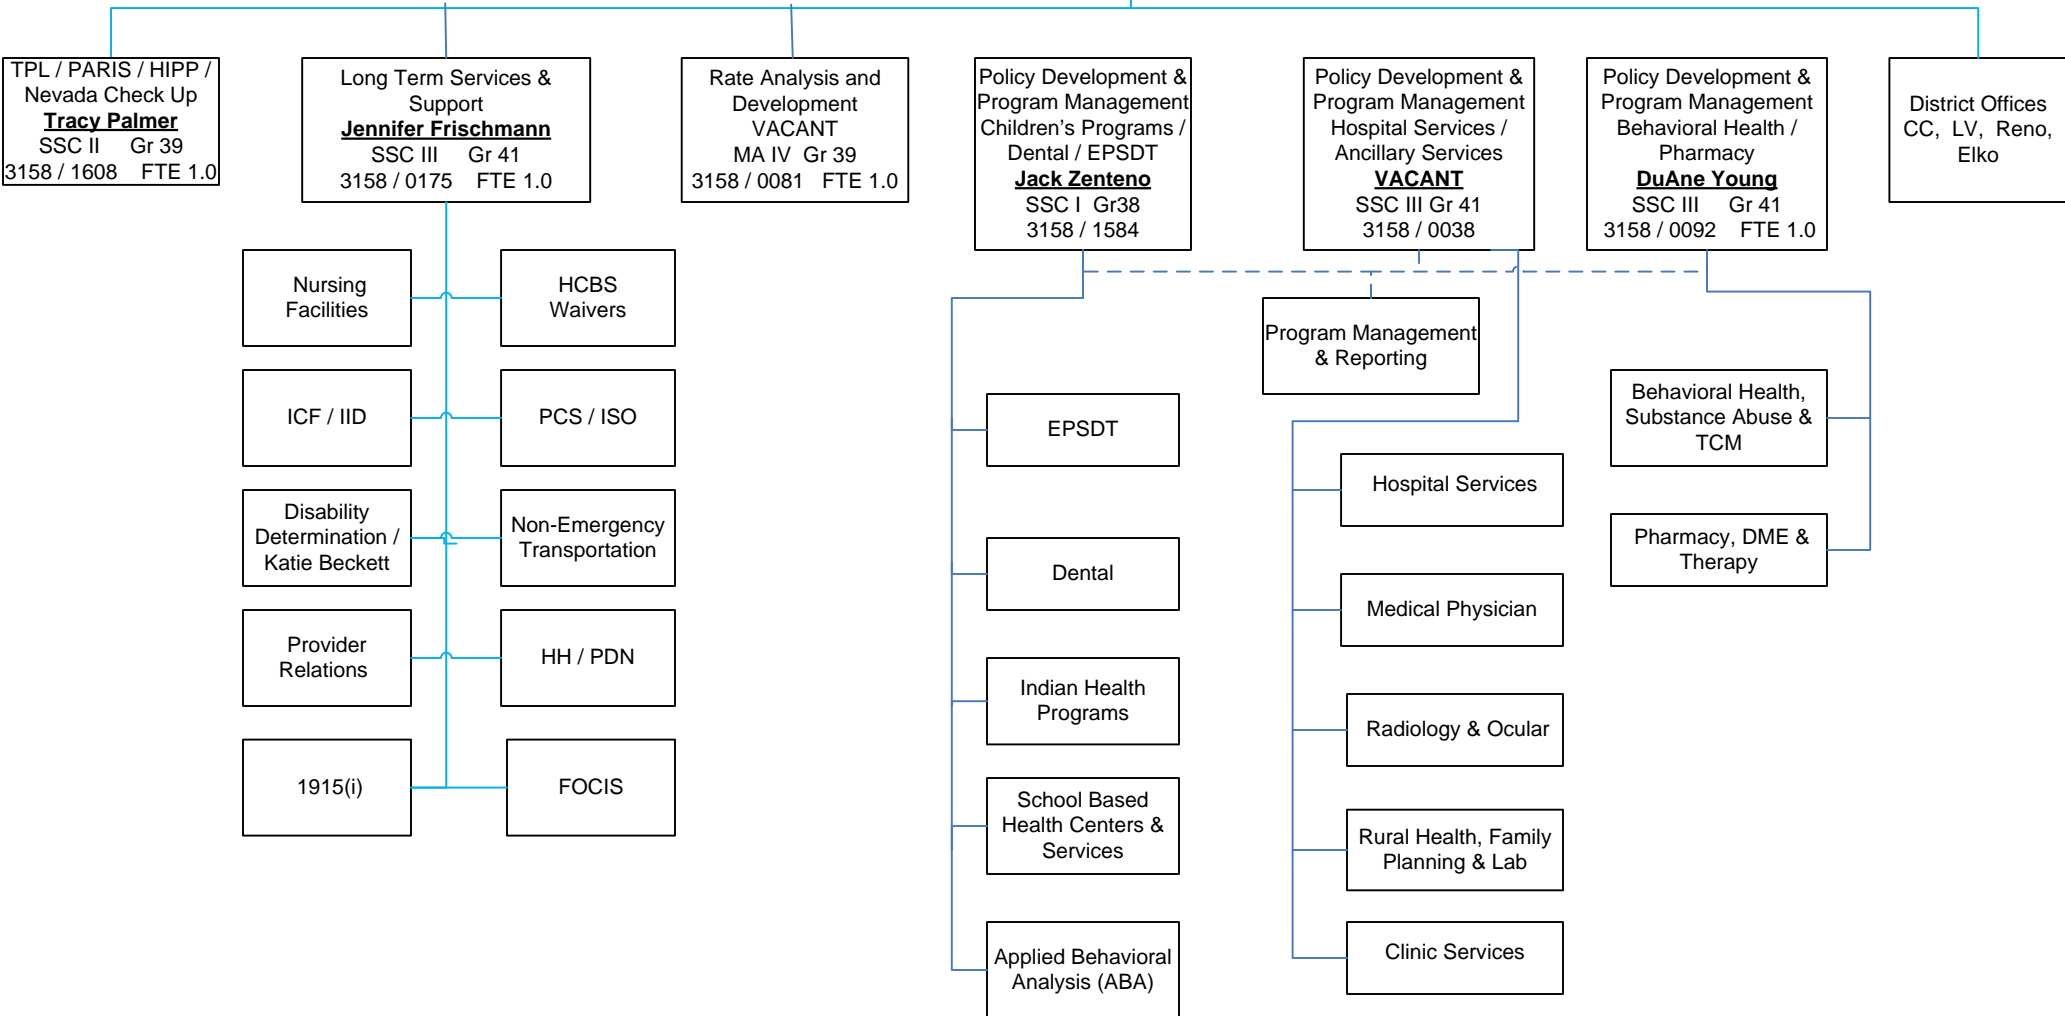 TPL / PARIS / HIPP /
Nevada Check Up
Tracy Palmer
SSC II Gr 39
3158 / 1608 FTE 1.0
Long Term Services &
Support
Jennifer Frischmann
SSC III Gr 41
3158 / 0175 FTE 1.0
Rate Analysis and
Development
VACANT
MA IV Gr 39
3158 / 0081 FTE 1.0
Policy Development &
Program Management
Children's Programs /
Dental / EPSDT
Jack Zenteno
SSC I Gr38
3158 / 1584
Policy Development &
Program Management
Hospital Services /
Ancillary Services
VACANT
SSC III Gr 41
3158 / 0038
Policy Development &
Program Management
Behavioral Health /
Pharmacy
DuAne Young
SSC III Gr 41
3158 / 0092 FTE 1.0
District Offices
CC, LV, Reno,
Elko
Nursing
Facilities
HCBS
Waivers
ICF / IID
PCS / ISO
Disability
Determination /
Katie Beckett
Non-Emergency
Transportation
Provider
Relations
HH / PDN
1915(i)
FOCIS
Program Management
& Reporting
EPSDT
Dental
Indian Health
Programs
School Based
Health Centers &
Services
Applied Behavioral
Analysis (ABA)
Hospital Services
Medical Physician
Radiology & Ocular
Rural Health, Family
Planning & Lab
Clinic Services
Behavioral Health,
Substance Abuse &
TCM
Pharmacy, DME &
Therapy